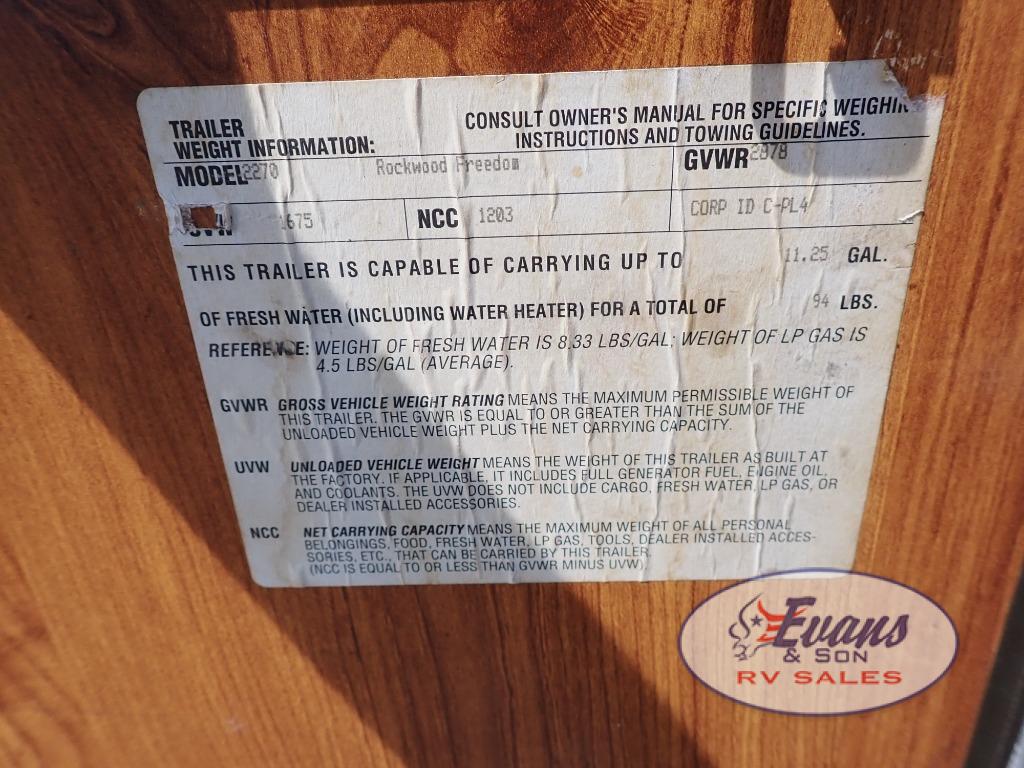 TRAILER
WEIGHT INFORMATION:
CONSULT OWNER'S MANUAL FOR SPECIFIC
INSTRUCTIONS AND TOWING GUIDELINES.
MODEL 2270 Rockwood Freedom GVWR 2878
1675 NCC 1203 CORP ID C-PL4
THIS TRAILER IS CAPABLE OF CARRYING UP TO 11.25 GAL.
OF FRESH WATER (INCLUDING WATER HEATER) FOR A TOTAL OF 94 LBS.
REFERENCE: WEIGHT OF FRESH WATER IS 8.33 LBS/GAL; WEIGHT OF LP GAS IS
4.5 LBS/GAL (AVERAGE).
GVWR GROSS VEHICLE WEIGHT RATING MEANS THE MAXIMUM PERMISSIBLE WEIGHT OF
THIS TRAILER. THE GVWR IS EQUAL TO OR GREATER THAN THE SUM OF THE
UNLOADED VEHICLE WEIGHT PLUS THE NET CARRYING CAPACITY.
UVW UNLOADED VEHICLE WEIGHT MEANS THE WEIGHT OF THIS TRAILER AS BUILT AT
THE FACTORY. IF APPLICABLE, IT INCLUDES FULL GENERATOR FUEL, ENGINE OIL,
AND COOLANTS. THE UVW DOES NOT INCLUDE CARGO, FRESH WATER, LP GAS, OR
DEALER INSTALLED ACCESSORIES.
NCC NET CARRYING CAPACITY MEANS THE MAXIMUM WEIGHT OF ALL PERSONAL
BELONGINGS, FOOD, FRESH WATER, LP GAS, TOOLS, DEALER INSTALLED ACCES-
SORIES, ETC., THAT CAN BE CARRIED BY THIS TRAILER.
(NCC IS EQUAL TO OR LESS THAN GVWR MINUS UVW).
Evans
& SON
RV SALES